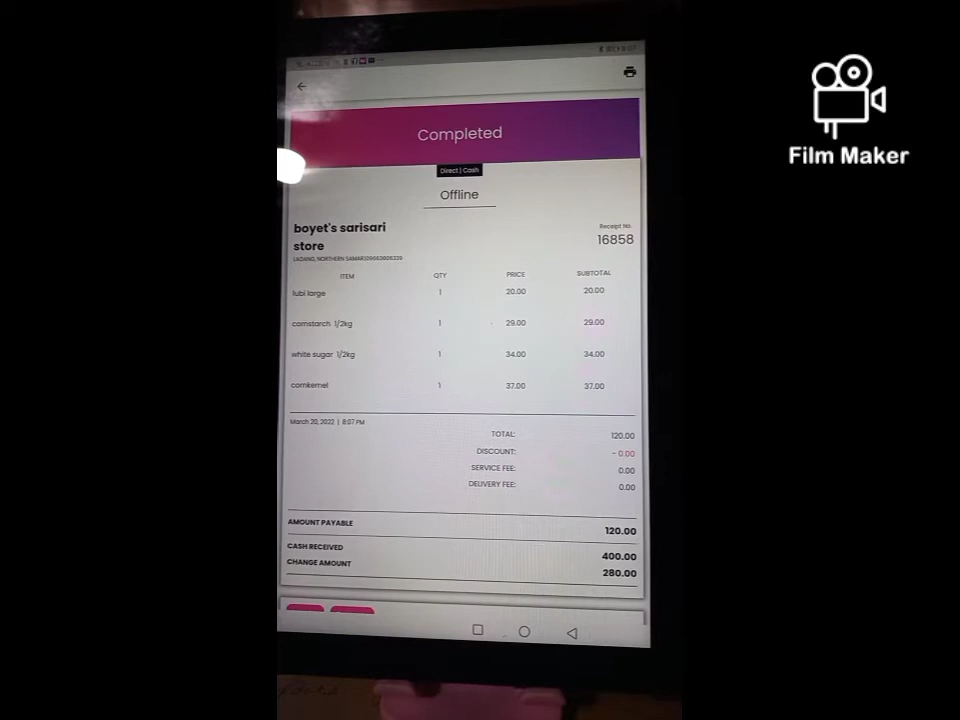 Film Maker
Completed
Direct | Cash
Offline
boyet's sarisari
store
Receipt No.
16858
ITEM QTY PRICE SUBTOTAL
lubi large 1 20.00 20.00
cornstarch 1/2kg 1 29.00 29.00
white sugar 1/2kg 1 34.00 34.00
cornkernel 1 37.00 37.00
March 20, 2022 | 8:07 PM
TOTAL: 120.00
DISCOUNT: - 0.00
SERVICE FEE: 0.00
DELIVERY FEE: 0.00
AMOUNT PAYABLE 120.00
CASH RECEIVED 400.00
CHANGE AMOUNT 280.00